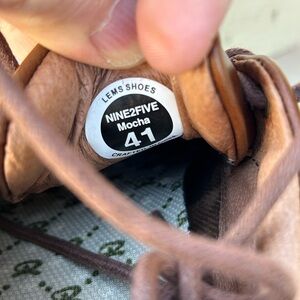 LEMS SHOES
NINE2FIVE
Mocha
41